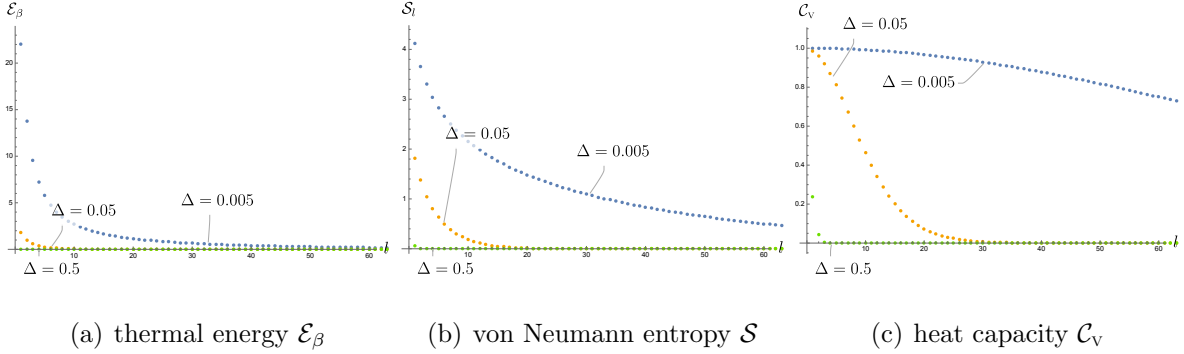 ℰ_β
20
15
10
5
Δ = 0.05
Δ = 0.005
l
10
20
30
40
50
60
Δ = 0.5
𝒮_l
4
3
2
1
Δ = 0.05
Δ = 0.005
l
10
20
30
40
50
60
Δ = 0.5
𝒞_V
Δ = 0.05
1.0
0.8
Δ = 0.005
0.6
0.4
0.2
l
10
20
30
40
50
60
Δ = 0.5
(a) thermal energy ℰ_β
(b) von Neumann entropy 𝒮
(c) heat capacity 𝒞_V